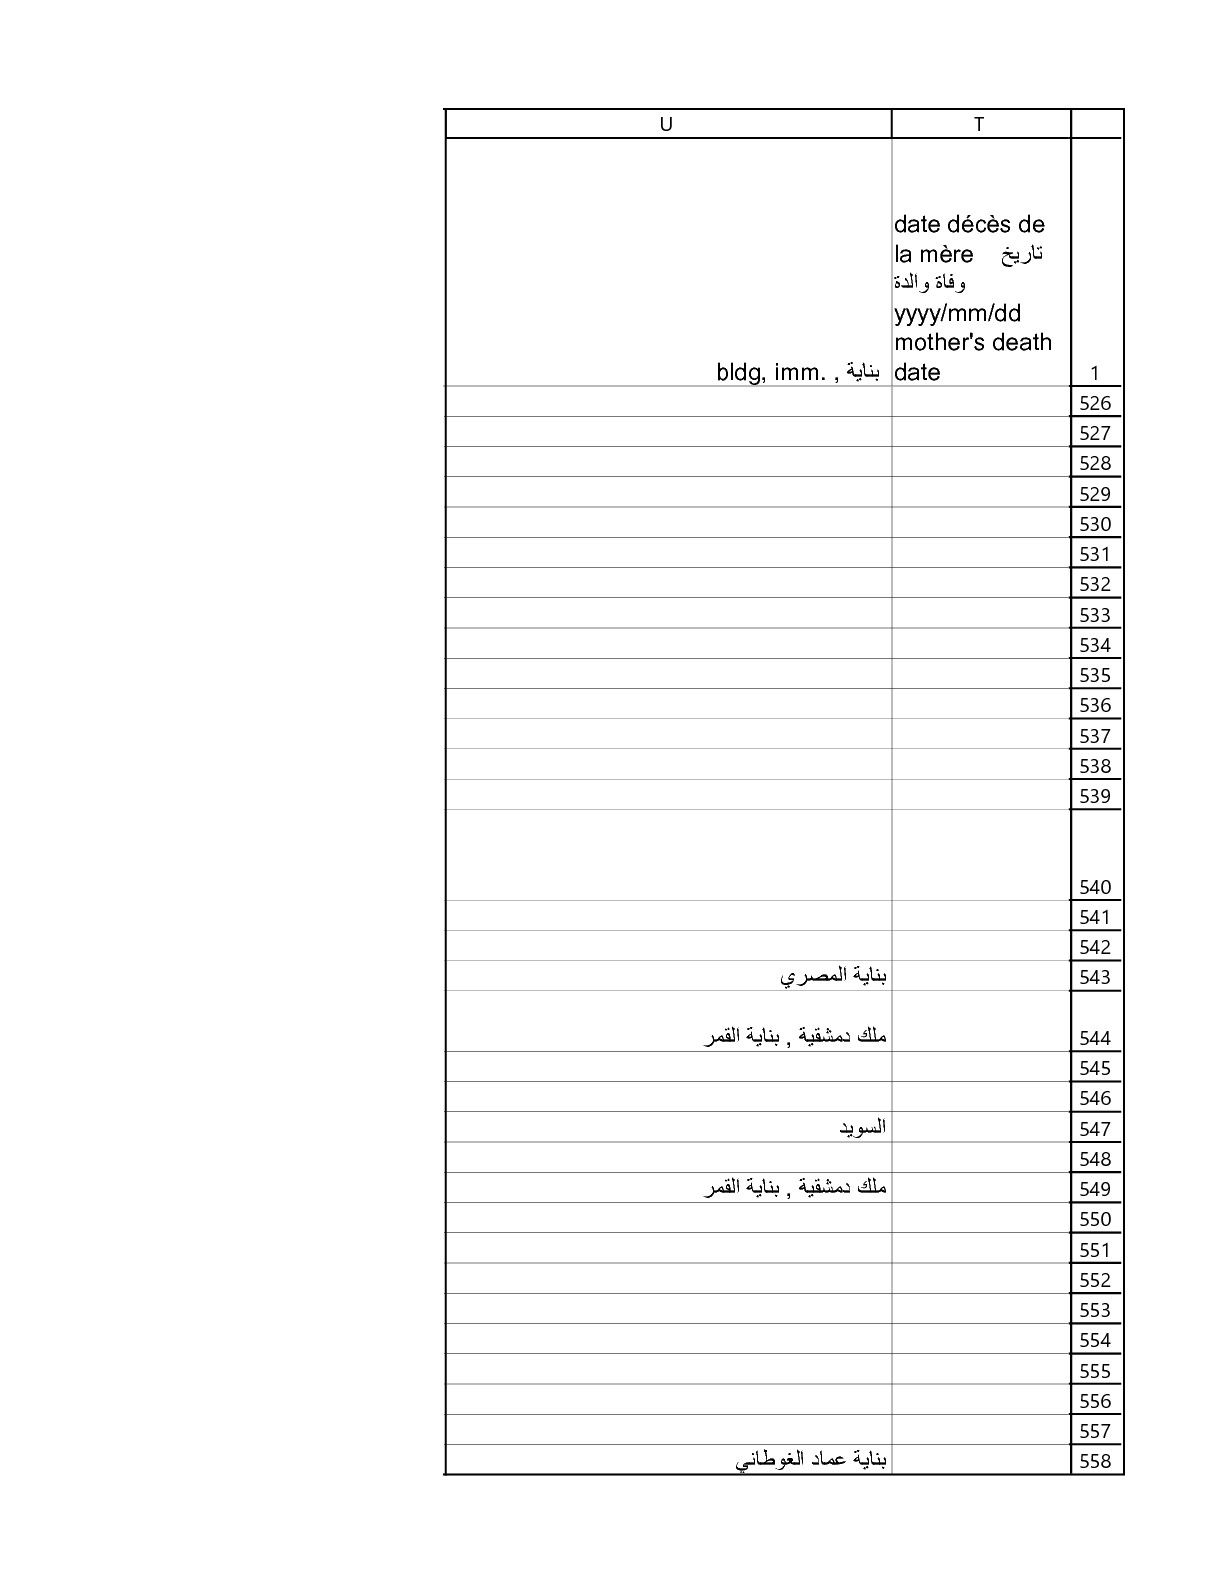 U T
date décès de
la mère تاريخ
وفاة والدة
yyyy/mm/dd
mother's death
bldg, imm. , بناية date 1
526
527
528
529
530
531
532
533
534
535
536
537
538
539
540
541
542
بناية المصري 543
ملك دمشقية , بناية القمر 544
545
546
السويد 547
548
ملك دمشقية , بناية القمر 549
550
551
552
553
554
555
556
557
بناية عماد الغوطاني 558